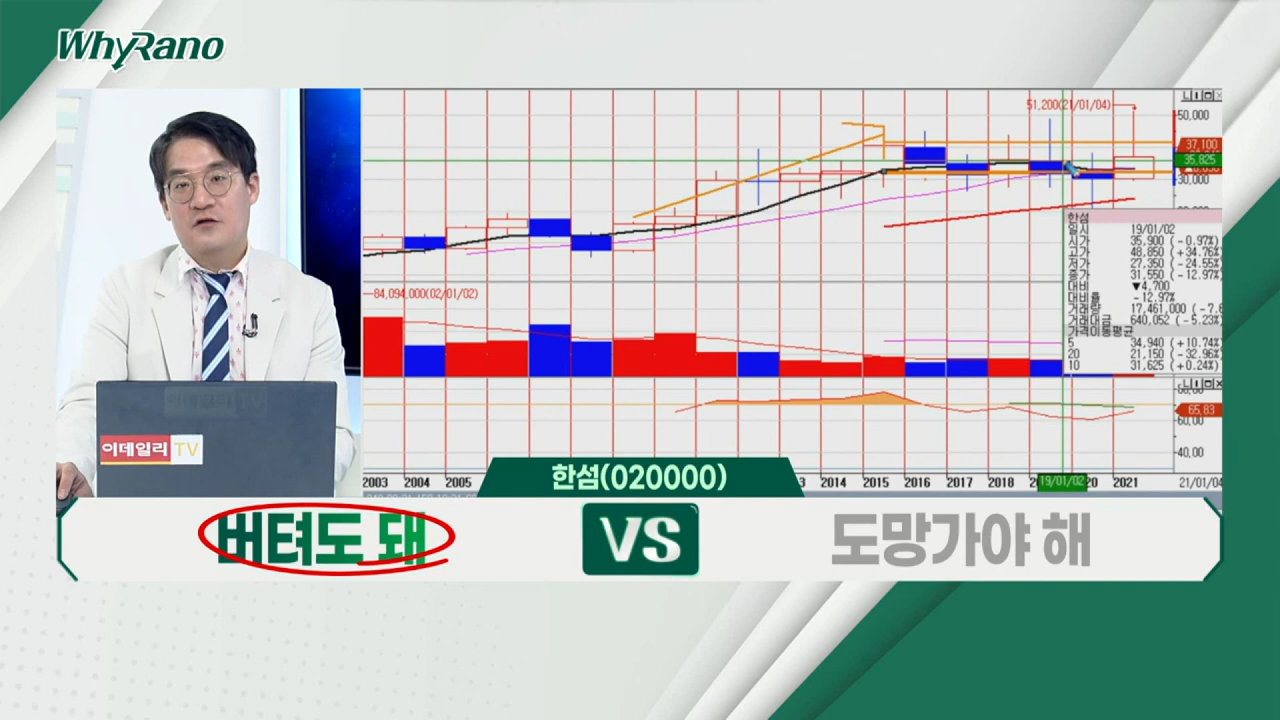 WhyRano
51,200(21/01/04)
50,000
37,100
35,825
30,000
한섬
일시 19/01/02
시가 35,900 ( -0.97%)
고가 48,850 (+34.76%
저가 27,350 ( -24.55%
종가 31,550 ( -12.97%
대비 ▼4,700
대비율 -12.97%
거래량 17,461,000 ( -7.6
거래대금 640,052 ( -5.23%
가격이동평균
5 34,940 (+10.74%
20 21,150 ( -32.96%
10 31,625 (+0.24%
84,094,000(02/01/02)
65,83
60,00
40,00
이데일리 TV
2003 2004 2005 2014 2015 2016 2017 2018 19/01/02 2021 21/01/04
한섬(020000)
버텨도 돼 VS 도망가야 해